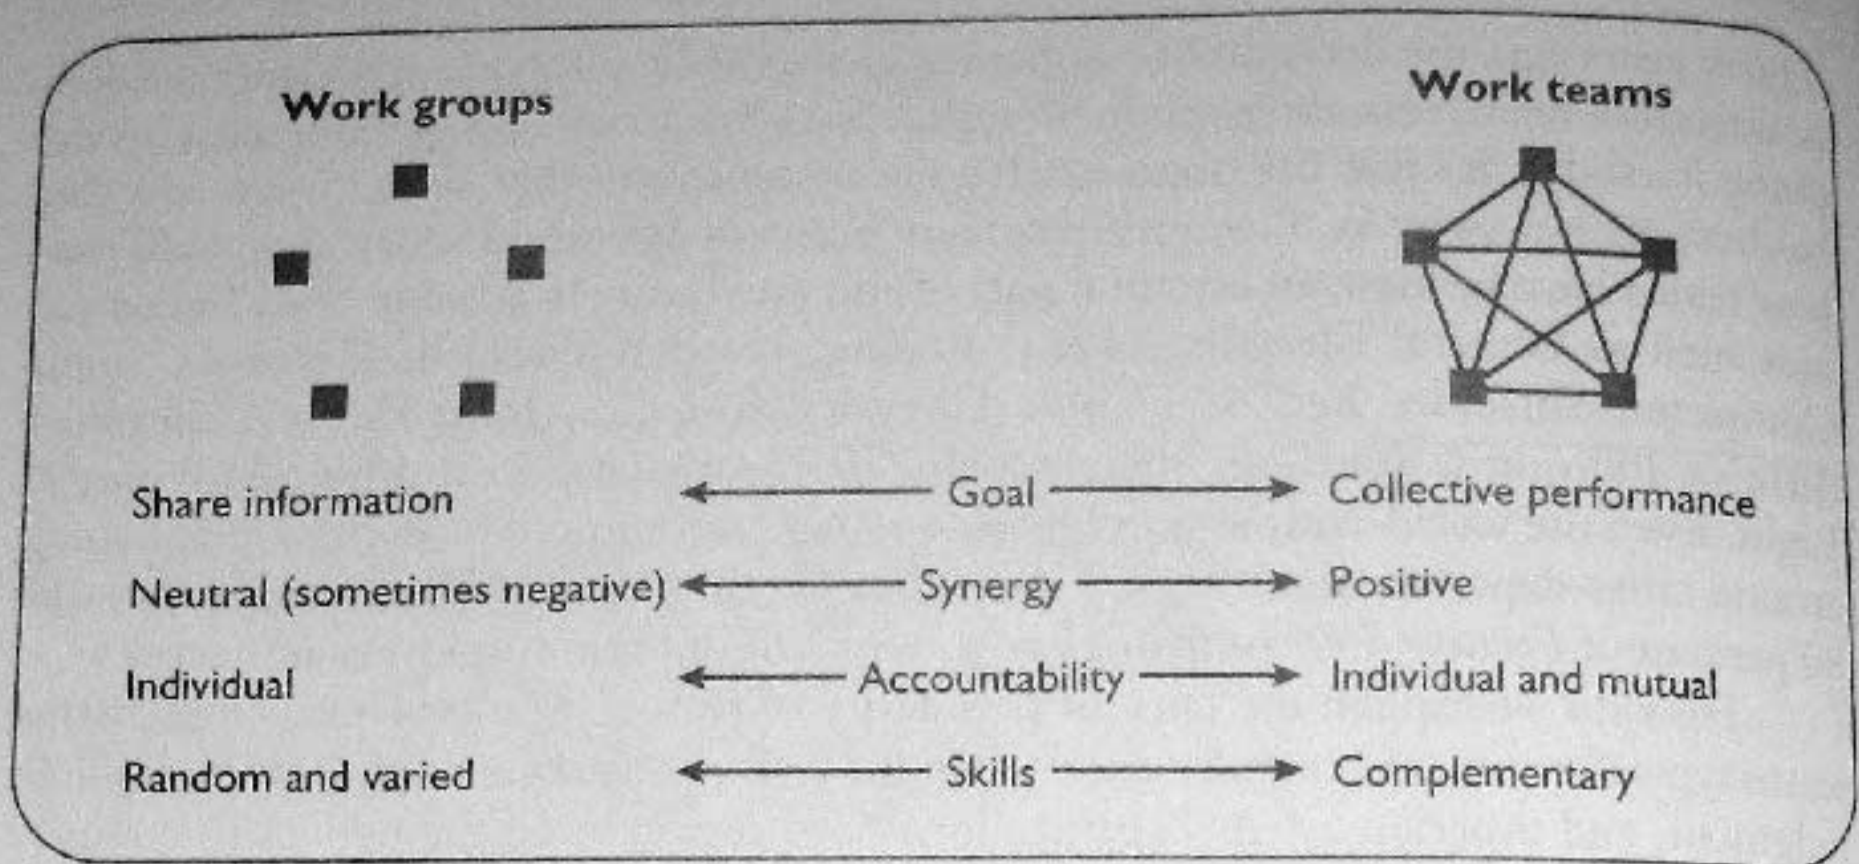 Work groups
Work teams
Share information Goal Collective performance
Neutral (sometimes negative) Synergy Positive
Individual Accountability Individual and mutual
Random and varied Skills Complementary